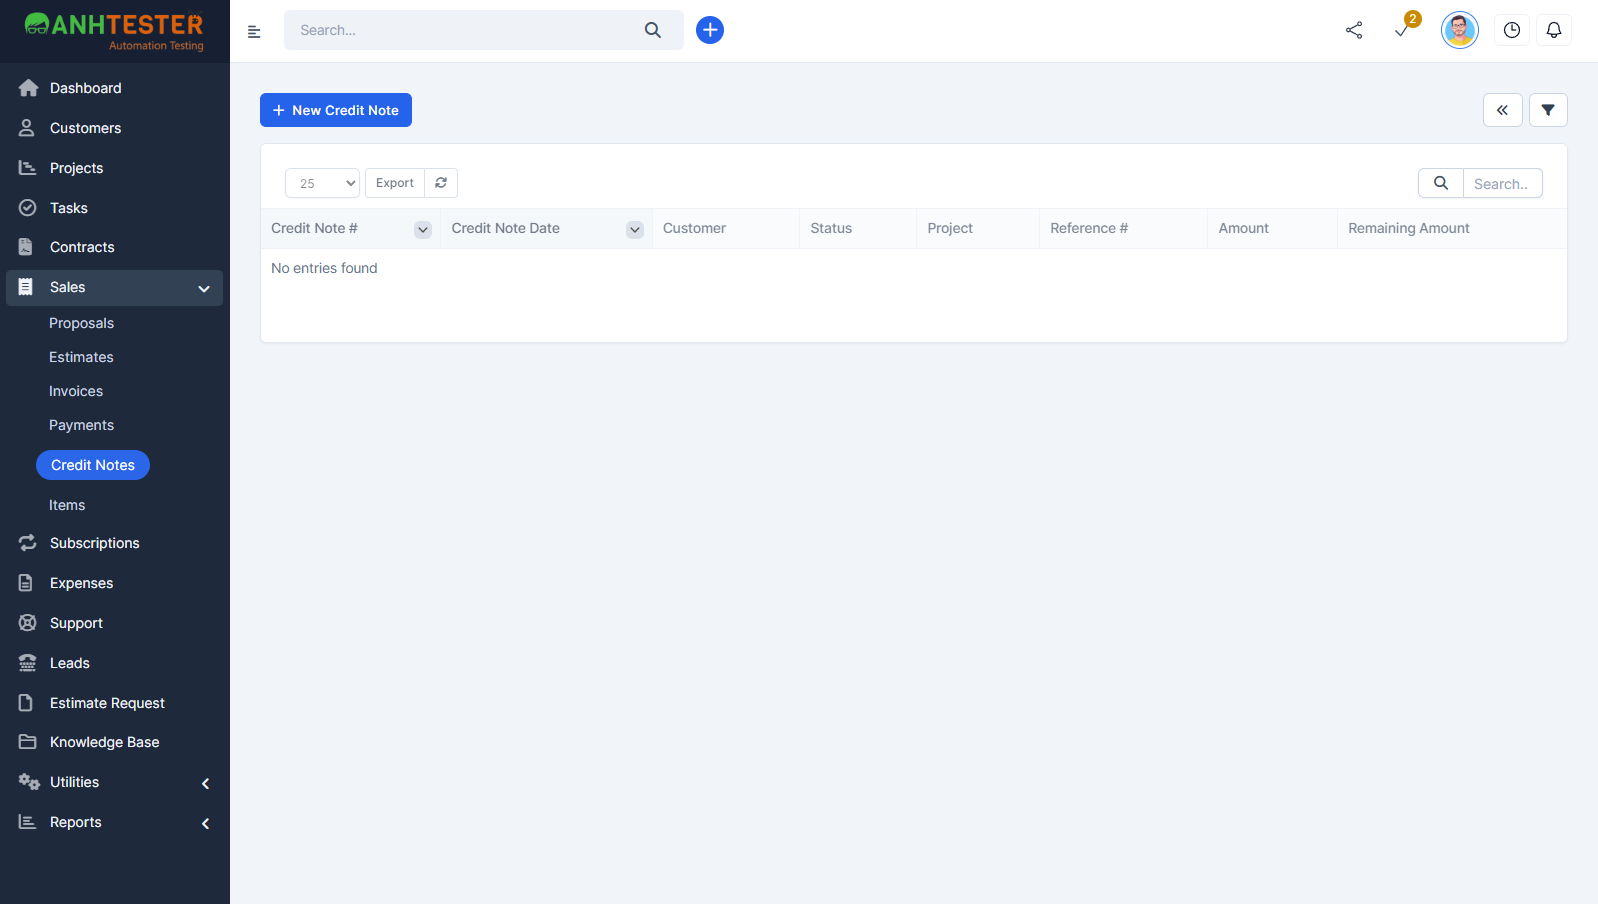 ANHTESTER
Automation Testing
Search...
2
Dashboard
Customers
Projects
Tasks
Contracts
Sales
Proposals
Estimates
Invoices
Payments
Credit Notes
Items
Subscriptions
Expenses
Support
Leads
Estimate Request
Knowledge Base
Utilities
Reports
New Credit Note
25
Export
Search..
Credit Note # Credit Note Date Customer Status Project Reference # Amount Remaining Amount
No entries found